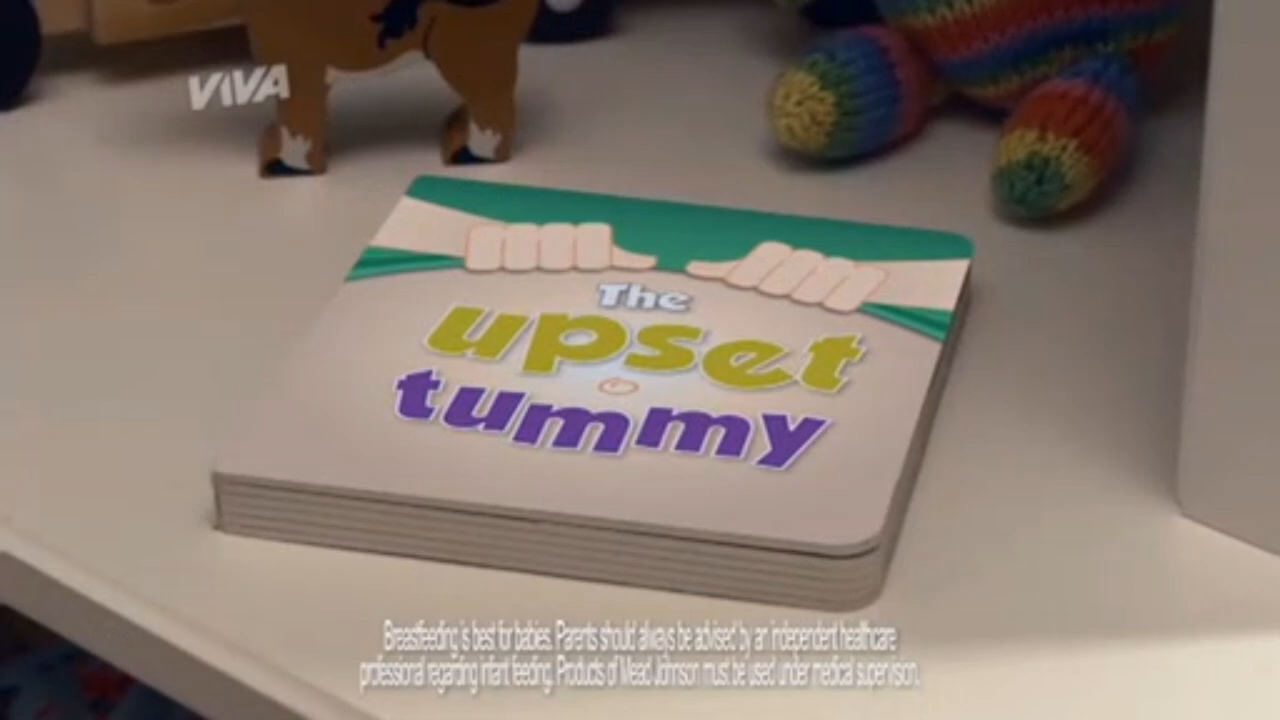 VIVA
The
upset
tummy
Breastfeeding is best for babies. Parents should always be advised by an independent healthcare
professional regarding infant feeding. Products of Mead Johnson must be used under medical supervision.